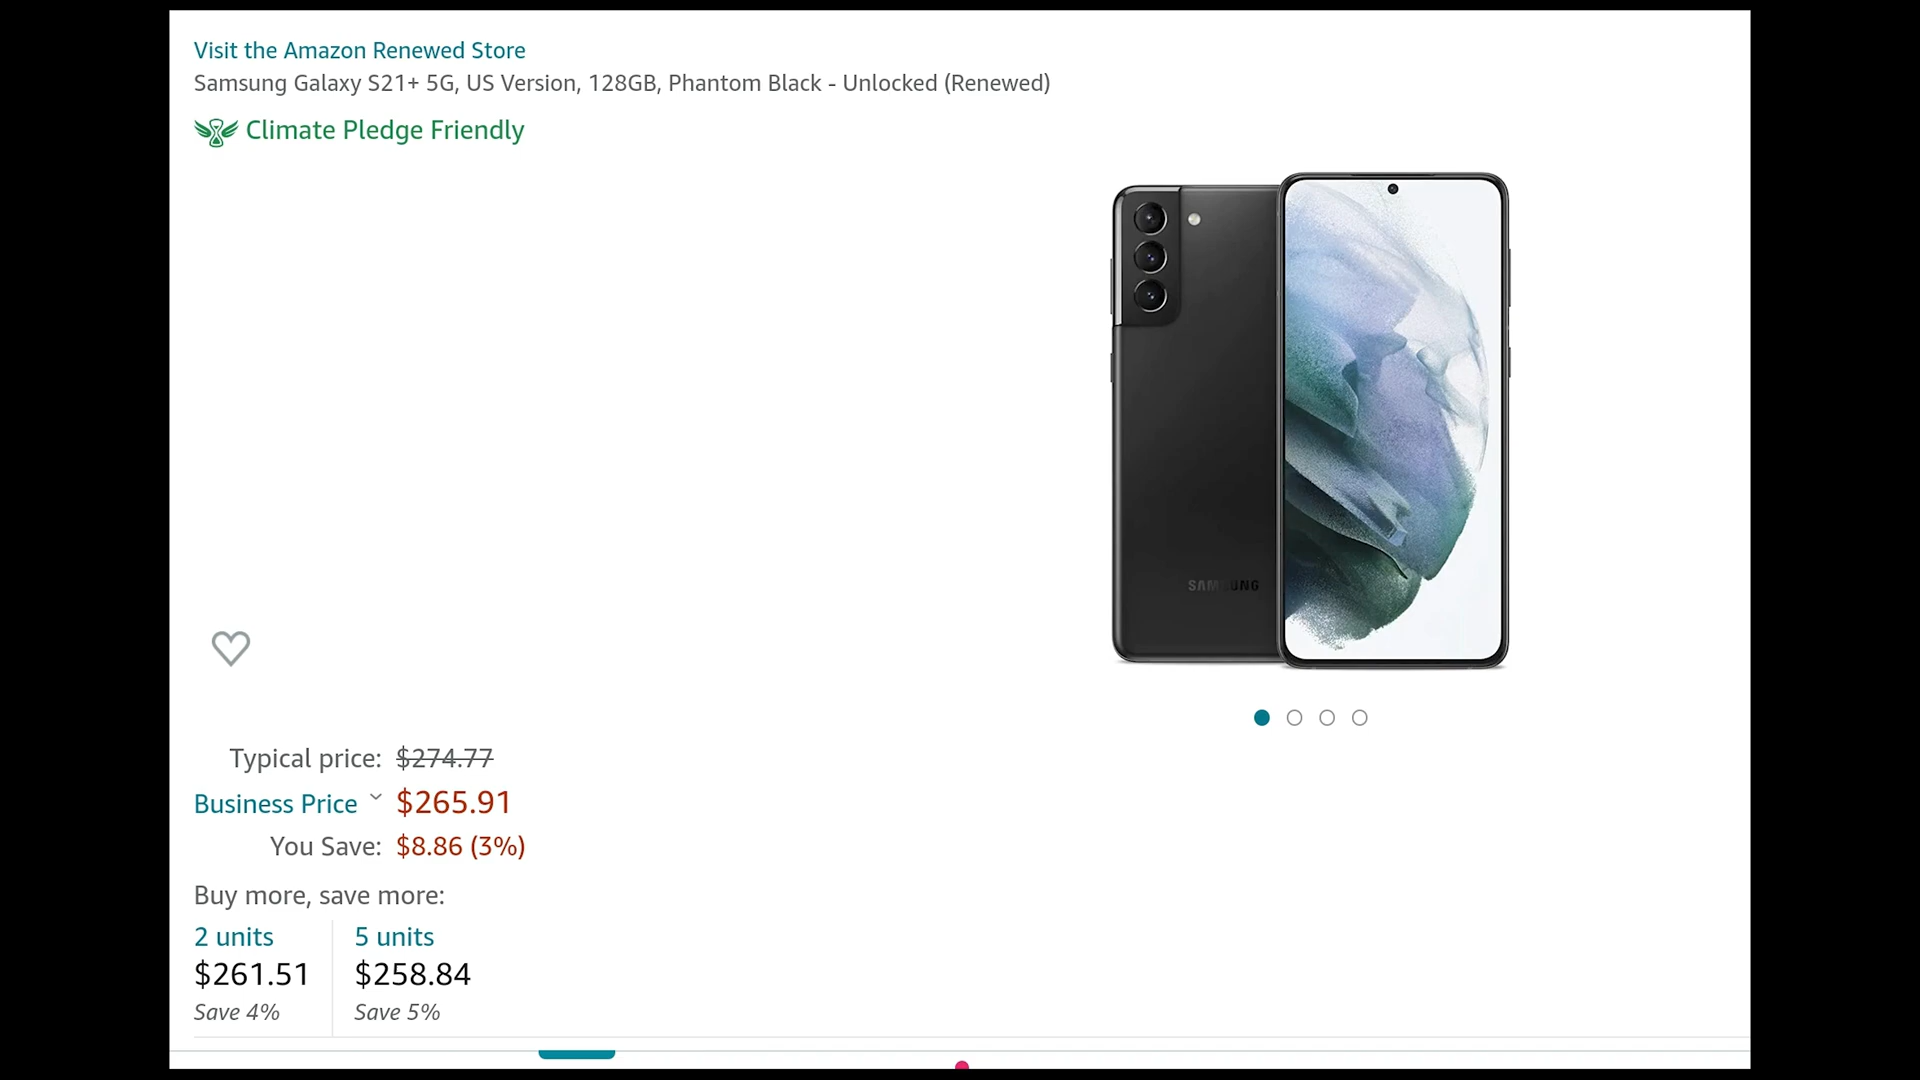 Visit the Amazon Renewed Store
Samsung Galaxy S21+ 5G, US Version, 128GB, Phantom Black - Unlocked (Renewed)
Climate Pledge Friendly
SAMSUNG
Typical price: $274.77
Business Price $265.91
You Save: $8.86 (3%)
Buy more, save more:
2 units
$261.51
Save 4%
5 units
$258.84
Save 5%